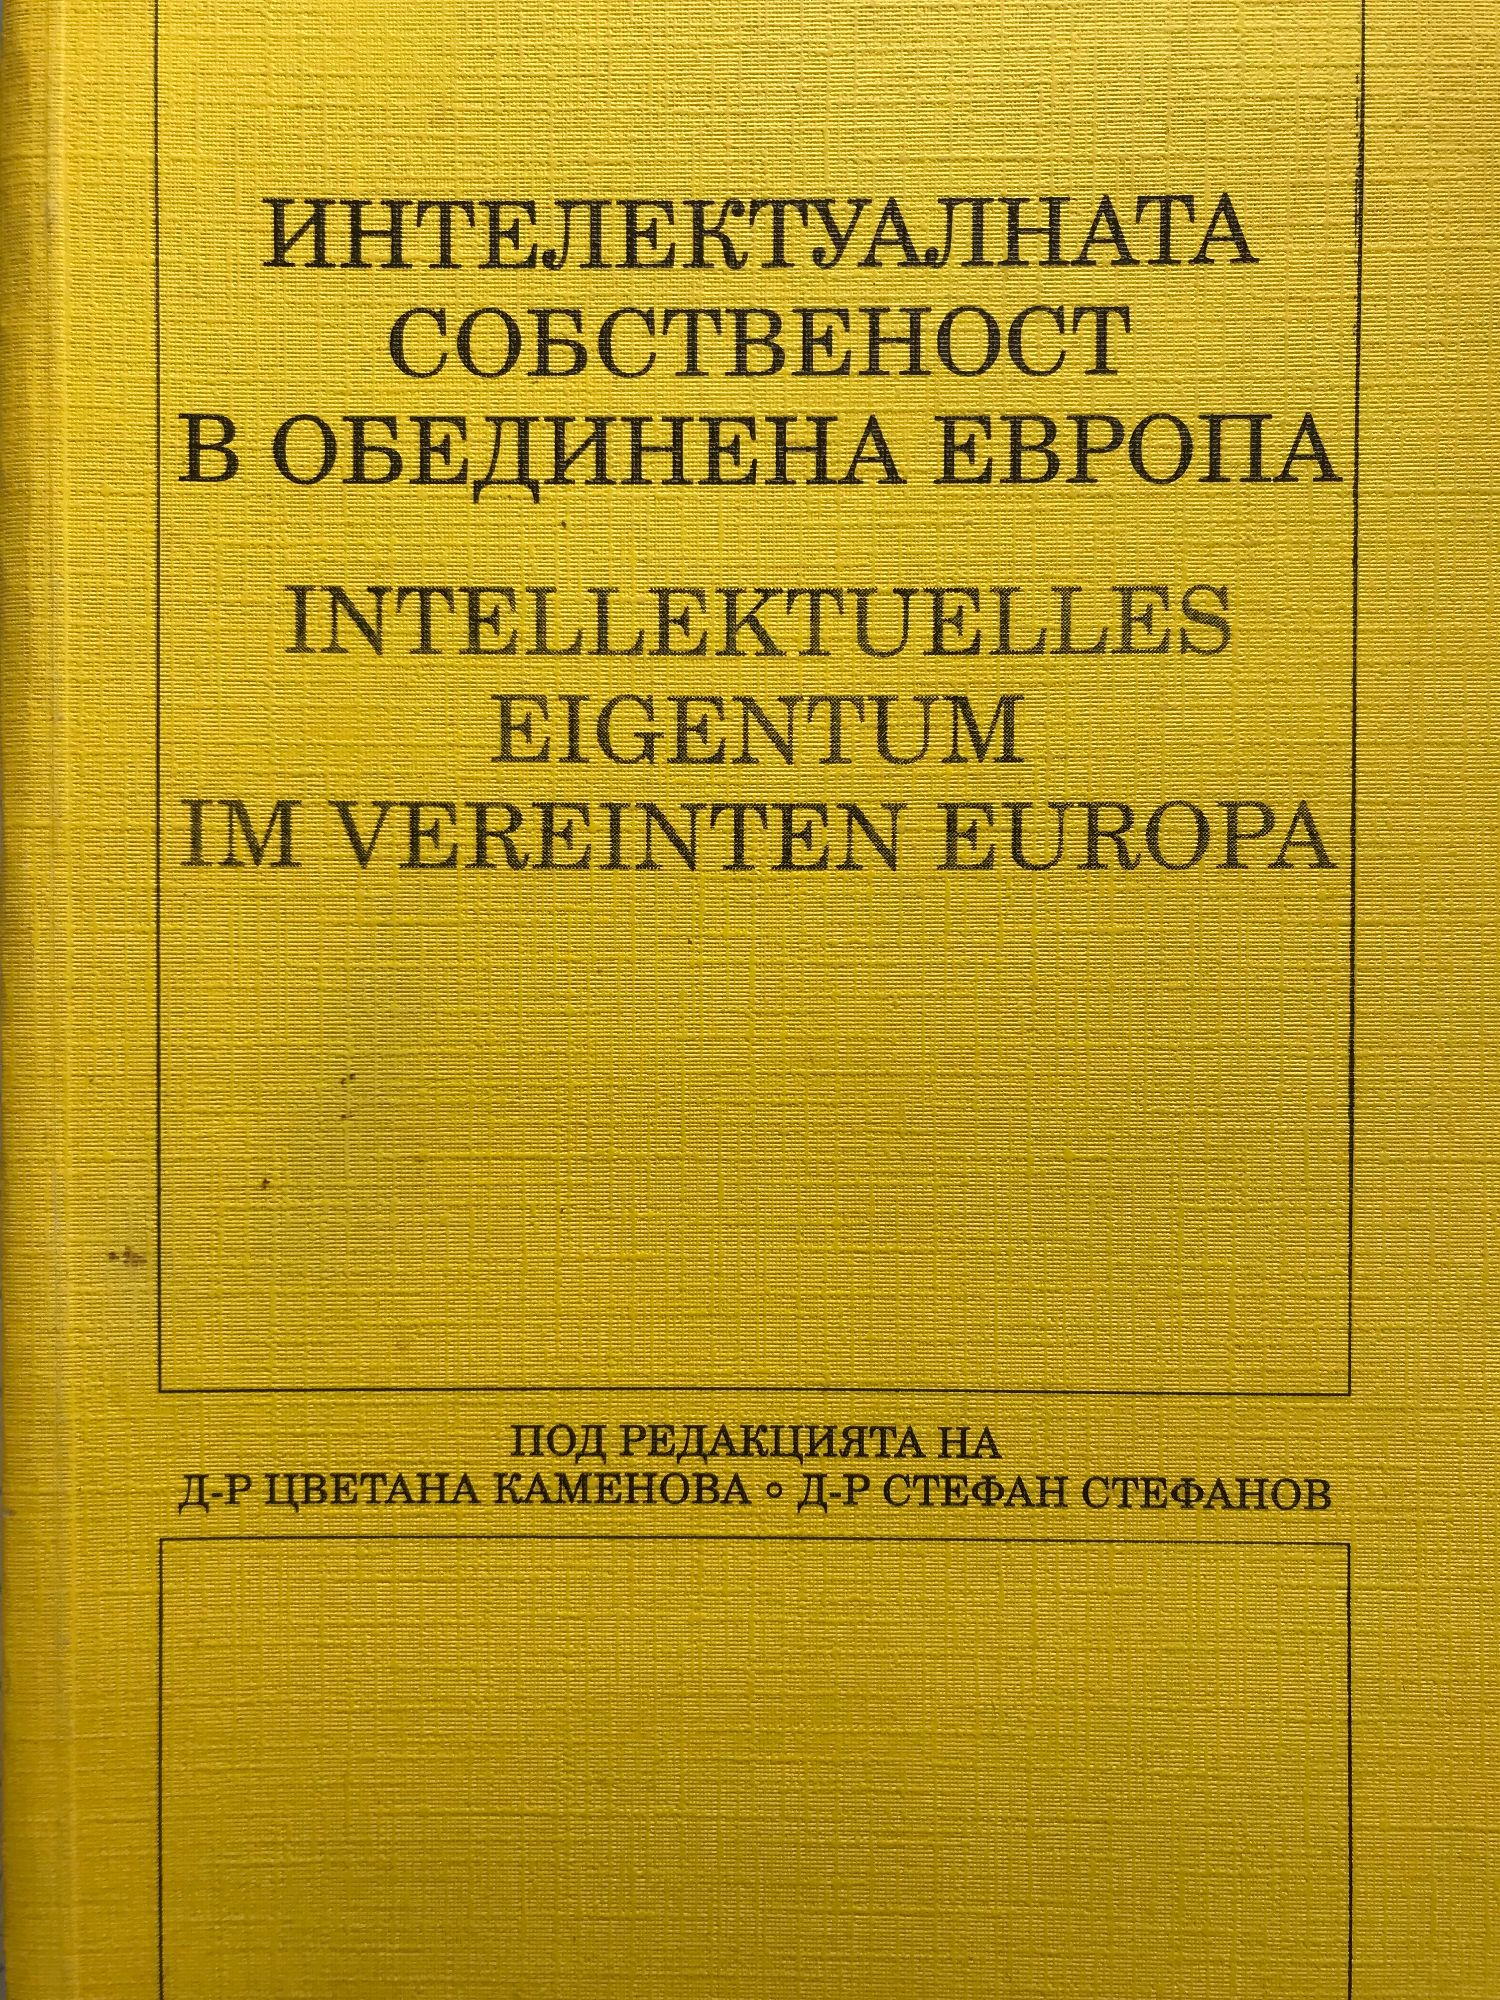 ИНТЕЛЕКТУАЛНАТА
СОБСТВЕНОСТ
В ОБЕДИНЕНА ЕВРОПА
INTELLEKTUELLES
EIGENTUM
IM VEREINTEN EUROPA
ПОД РЕДАКЦИЯТА НА
Д-Р ЦВЕТАНА КАМЕНОВА ∘ Д-Р СТЕФАН СТЕФАНОВ